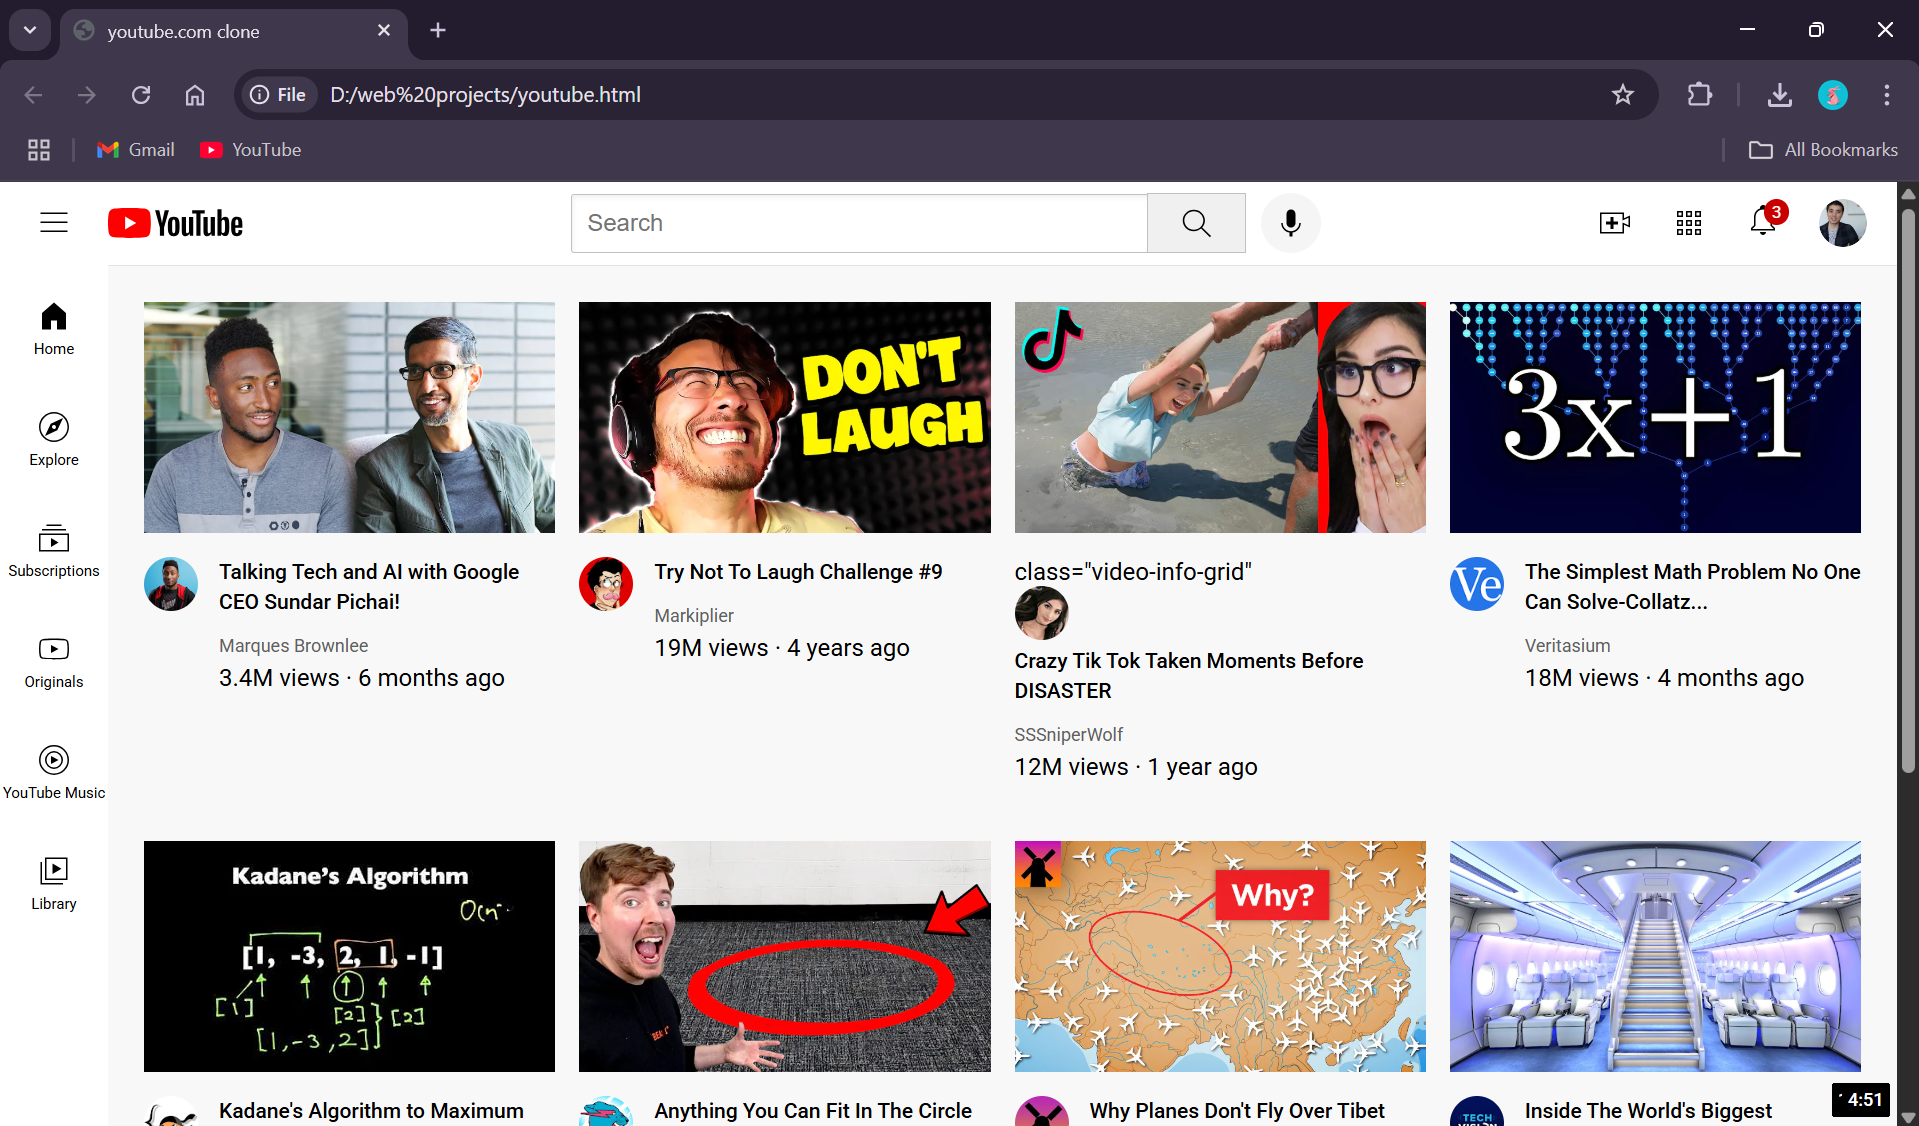 youtube.com clone
File
D:/web%20projects/youtube.html
Gmail
YouTube
All Bookmarks
YouTube
Search
3
Home
Explore
Subscriptions
Originals
YouTube Music
Library
DON'T
LAUGH
3x+1
Talking Tech and AI with Google
CEO Sundar Pichai!
Marques Brownlee
3.4M views · 6 months ago
Try Not To Laugh Challenge #9
Markiplier
19M views · 4 years ago
class="video-info-grid"
Crazy Tik Tok Taken Moments Before
DISASTER
SSSniperWolf
12M views · 1 year ago
Ve
The Simplest Math Problem No One
Can Solve-Collatz...
Veritasium
18M views · 4 months ago
Kadane's Algorithm
[1, -3, 2, 1, -1]
[1]
[2]
[2]
[1,-3,2]
Why?
4:51
Kadane's Algorithm to Maximum
Anything You Can Fit In The Circle
Why Planes Don't Fly Over Tibet
TECH
Inside The World's Biggest